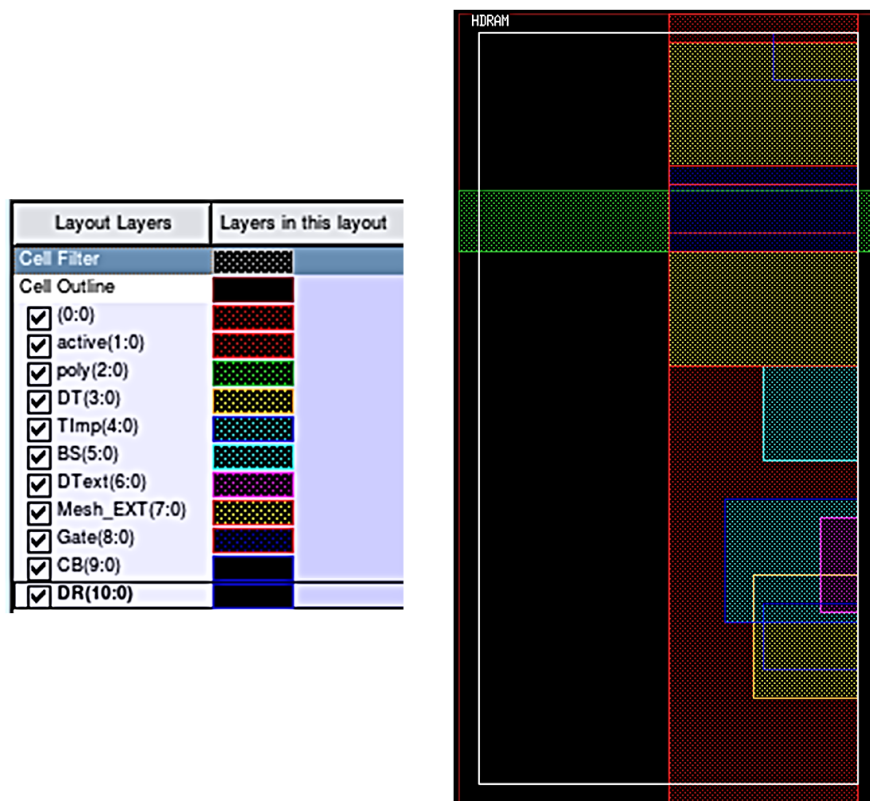 HDRAM
Layout Layers Layers in this layout
Cell Filter
Cell Outline
(0:0)
active(1:0)
poly(2:0)
DT(3:0)
TImp(4:0)
BS(5:0)
DText(6:0)
Mesh_EXT(7:0)
Gate(8:0)
CB(9:0)
DR(10:0)